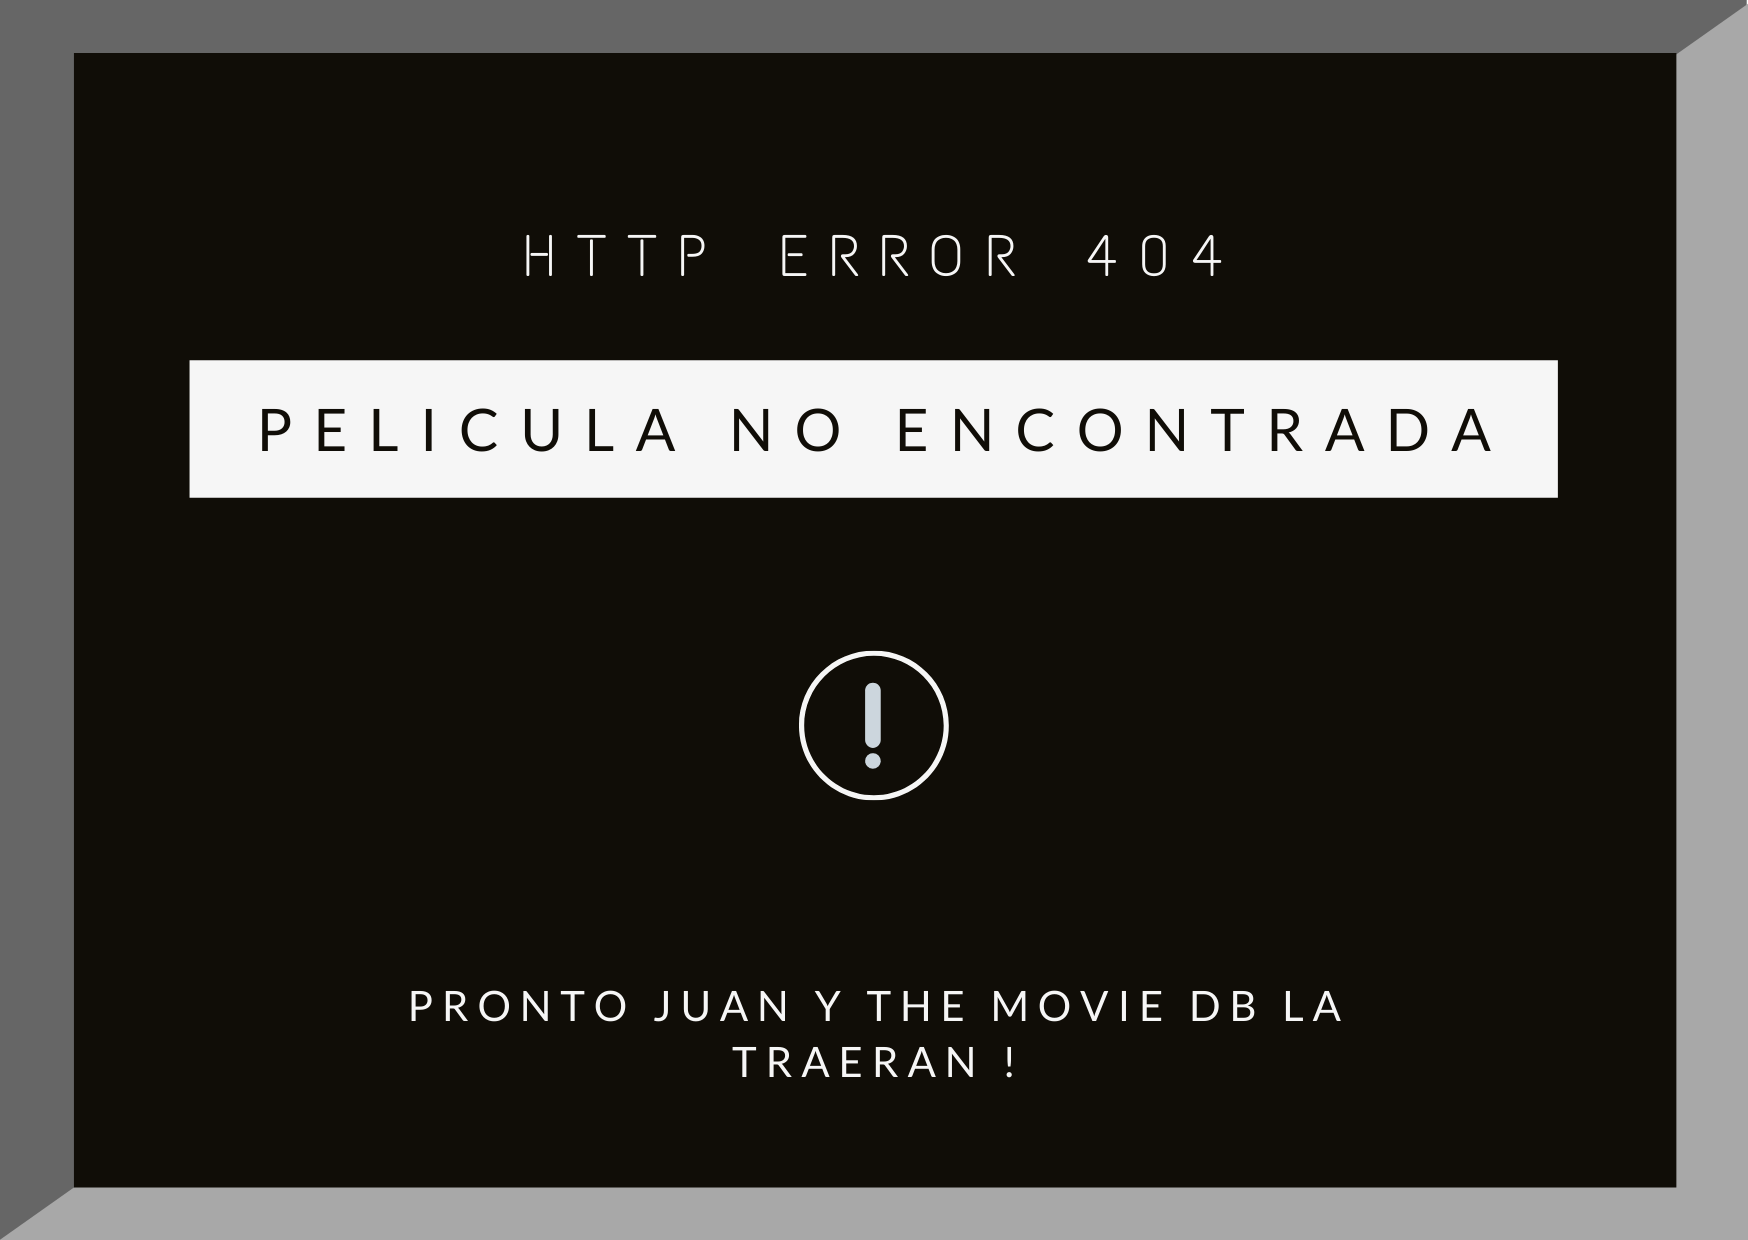 HTTP ERROR 404
PELICULA NO ENCONTRADA
PRONTO JUAN Y THE MOVIE DB LA
TRAERAN !